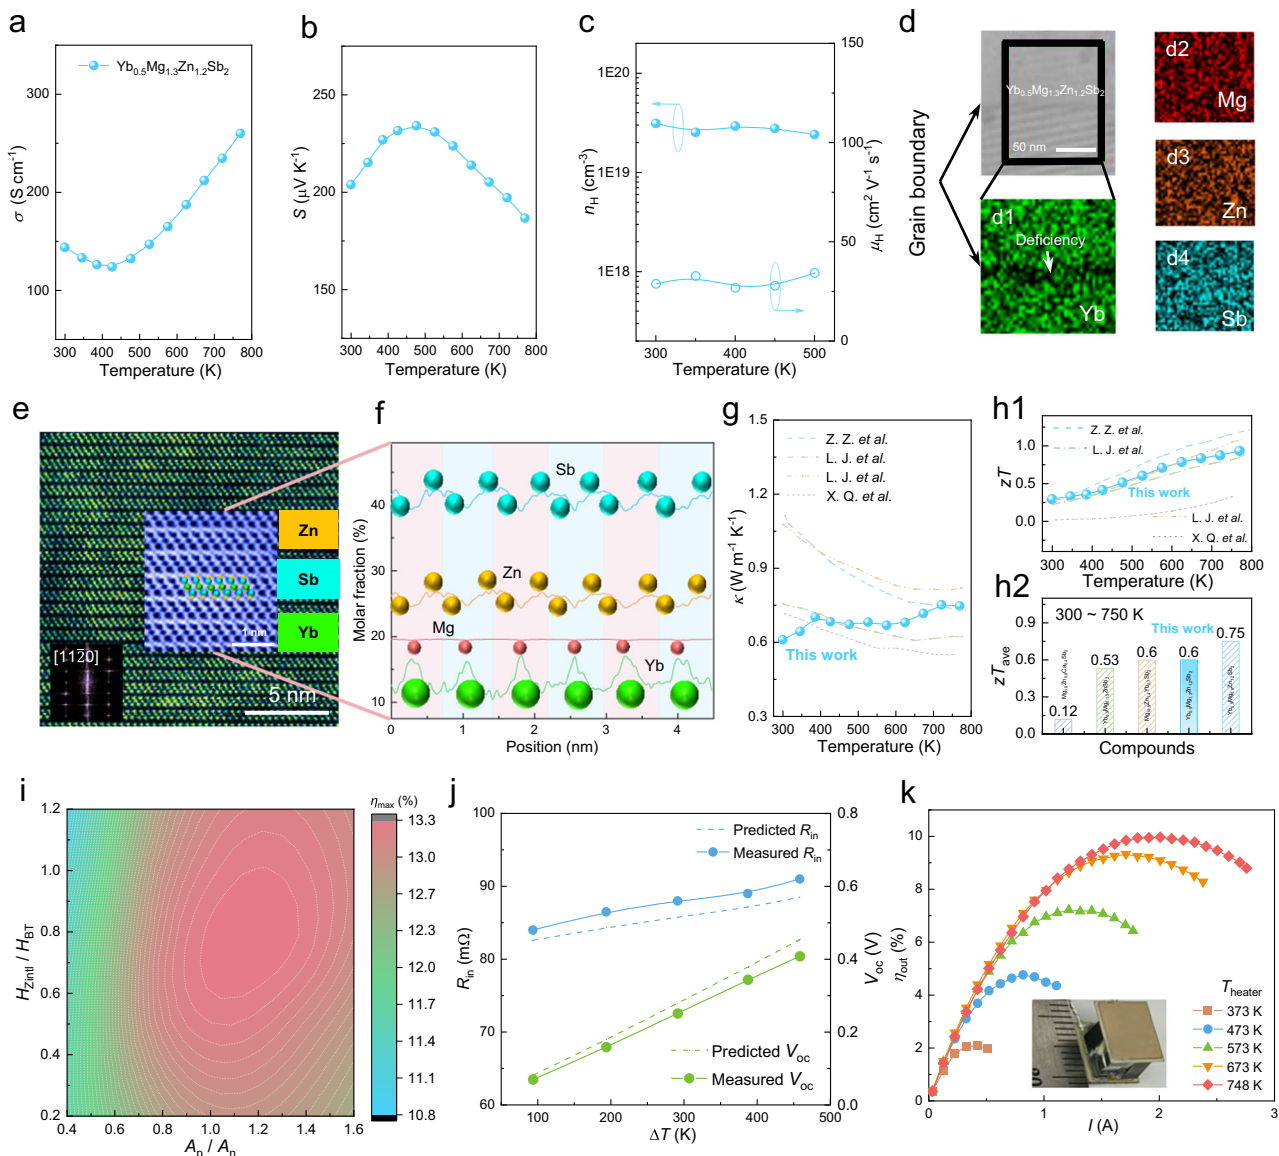 a
Yb0.5Mg1.3Zn1.2Sb2
350
300
200
100
σ (S cm⁻¹)
300 400 500 600 700 800
Temperature (K)
b
250
200
150
S (μV K⁻¹)
300 400 500 600 700 800
Temperature (K)
c
1E20
1E19
1E18
nH (cm⁻³)
150
100
50
0
μH (cm² V⁻¹ s⁻¹)
300 400 500
Temperature (K)
d
Grain boundary
Yb0.5Mg1.3Zn1.2Sb2
50 nm
d1
Deficiency
Yb
d2
Mg
d3
Zn
d4
Sb
e
Zn
Sb
Yb
1 nm
[112̄0]
5 nm
f
Sb
Zn
Mg
Yb
50
40
30
20
10
Molar fraction (%)
0 1 2 3 4
Position (nm)
g
Z. Z. et al.
L. J. et al.
L. J. et al.
X. Q. et al.
This work
1.5
1.2
0.9
0.6
0.3
κ (W m⁻¹ K⁻¹)
300 400 500 600 700 800
Temperature (K)
h1
Z. Z. et al.
L. J. et al.
This work
L. J. et al.
X. Q. et al.
1.0
0.5
0.0
zT
300 400 500 600 700 800
Temperature (K)
h2
300 ~ 750 K
This work
0.12
0.53
0.6
0.6
0.75
0.9
0.6
0.3
0.0
zTave
Compounds
i
1.2
1.0
0.8
0.6
0.4
0.2
HZintl / HBT
0.4 0.6 0.8 1.0 1.2 1.4 1.6
Ap / An
ηmax (%)
13.3
13.0
12.7
12.4
12.0
11.7
11.4
11.1
10.8
j
Predicted Rin
Measured Rin
Predicted Voc
Measured Voc
100
90
80
70
60
Rin (mΩ)
0.8
0.6
0.4
0.2
0.0
Voc (V)
100 200 300 400 500
ΔT (K)
k
10
8
6
4
2
0
ηout (%)
Theater
373 K
473 K
573 K
673 K
748 K
0 1 2 3
I (A)